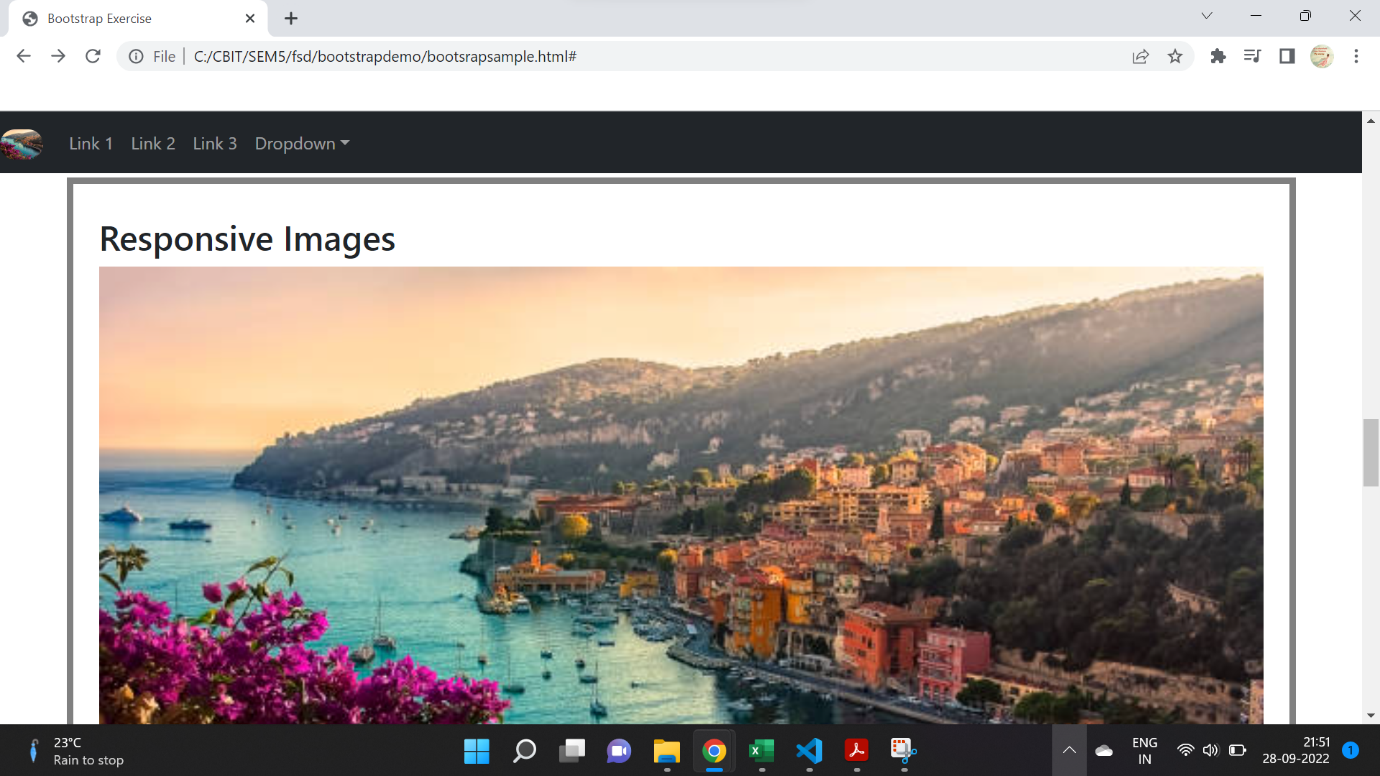 Bootstrap Exercise
File | C:/CBIT/SEM5/fsd/bootstrapdemo/bootsrapsample.html#
Link 1 Link 2 Link 3 Dropdown
Responsive Images
23°C
Rain to stop
ENG
IN
21:51
28-09-2022
1